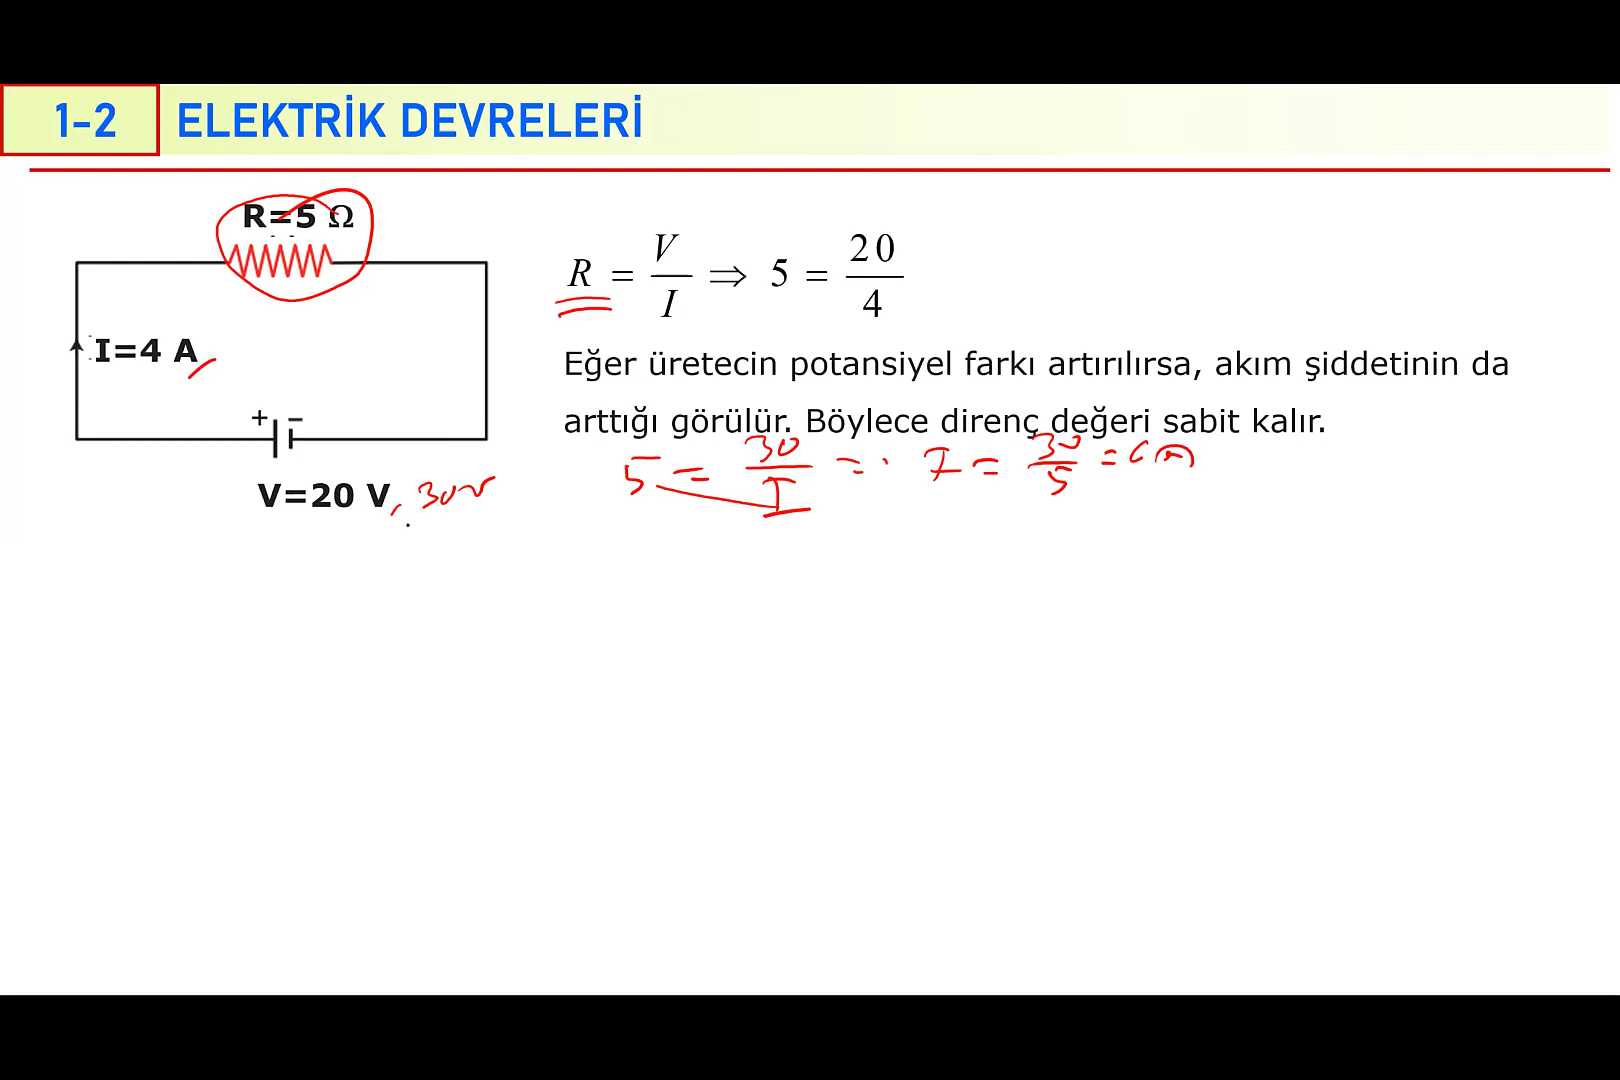 1-2 ELEKTRİK DEVRELERİ
R=5 Ω
R = V/I ⇒ 5 = 20/4
I=4 A
Eğer üretecin potansiyel farkı artırılırsa, akım şiddetinin da
arttığı görülür. Böylece direnç değeri sabit kalır.
+ −
5 = 30/I = I = 30/5 = 6
V=20 V, 30V